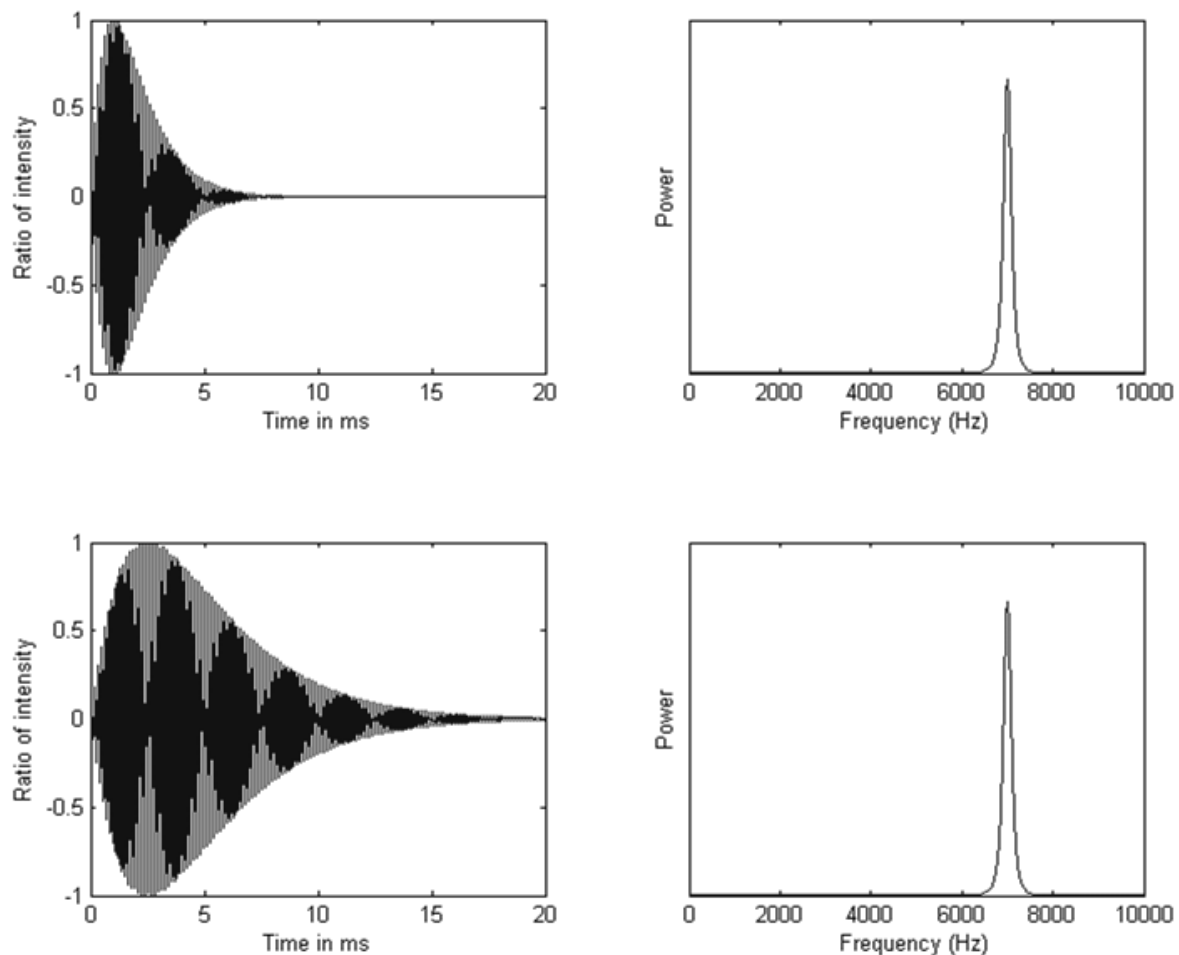 1
0.5
0
-0.5
-1
Ratio of intensity
0 5 10 15 20
Time in ms
Power
0 2000 4000 6000 8000 10000
Frequency (Hz)
1
0.5
0
-0.5
-1
Ratio of intensity
0 5 10 15 20
Time in ms
Power
0 2000 4000 6000 8000 10000
Frequency (Hz)